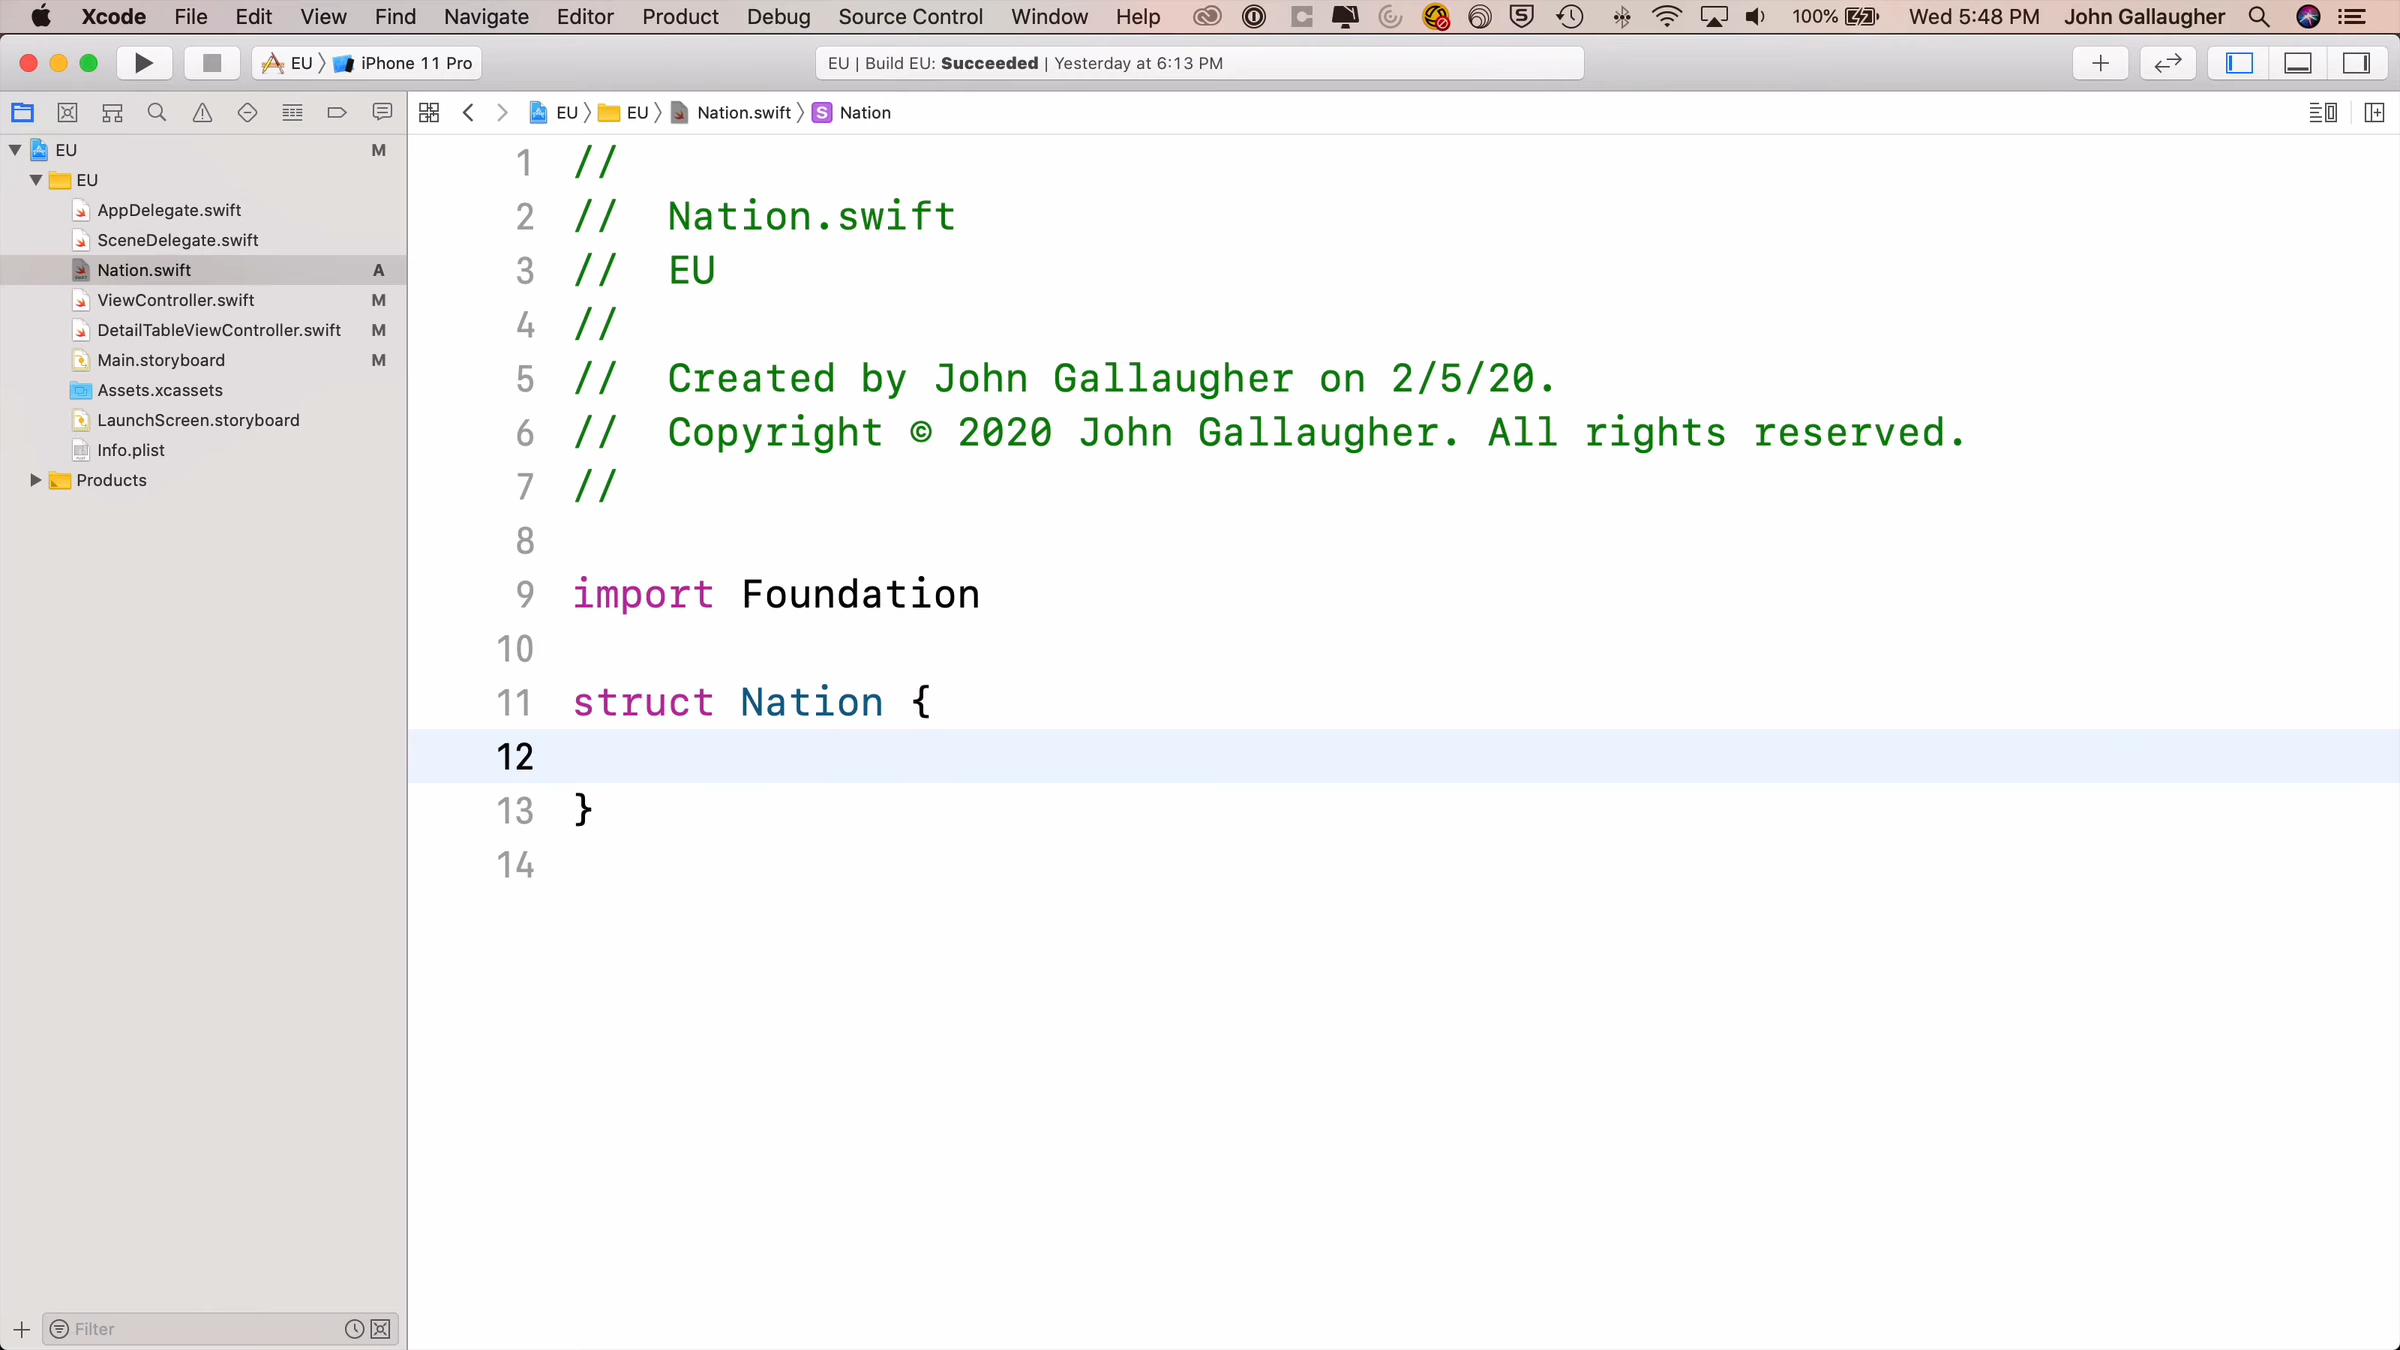 Xcode File Edit View Find Navigate Editor Product Debug Source Control Window Help 100% Wed 5:48 PM John Gallaugher
EU iPhone 11 Pro EU | Build EU: Succeeded | Yesterday at 6:13 PM
EU EU Nation.swift S Nation
EU M
EU
AppDelegate.swift
SceneDelegate.swift
Nation.swift A
ViewController.swift M
DetailTableViewController.swift M
Main.storyboard M
Assets.xcassets
LaunchScreen.storyboard
Info.plist
Products
Filter
1 //
2 //  Nation.swift
3 //  EU
4 //
5 //  Created by John Gallaugher on 2/5/20.
6 //  Copyright © 2020 John Gallaugher. All rights reserved.
7 //
8
9 import Foundation
10
11 struct Nation {
12
13 }
14